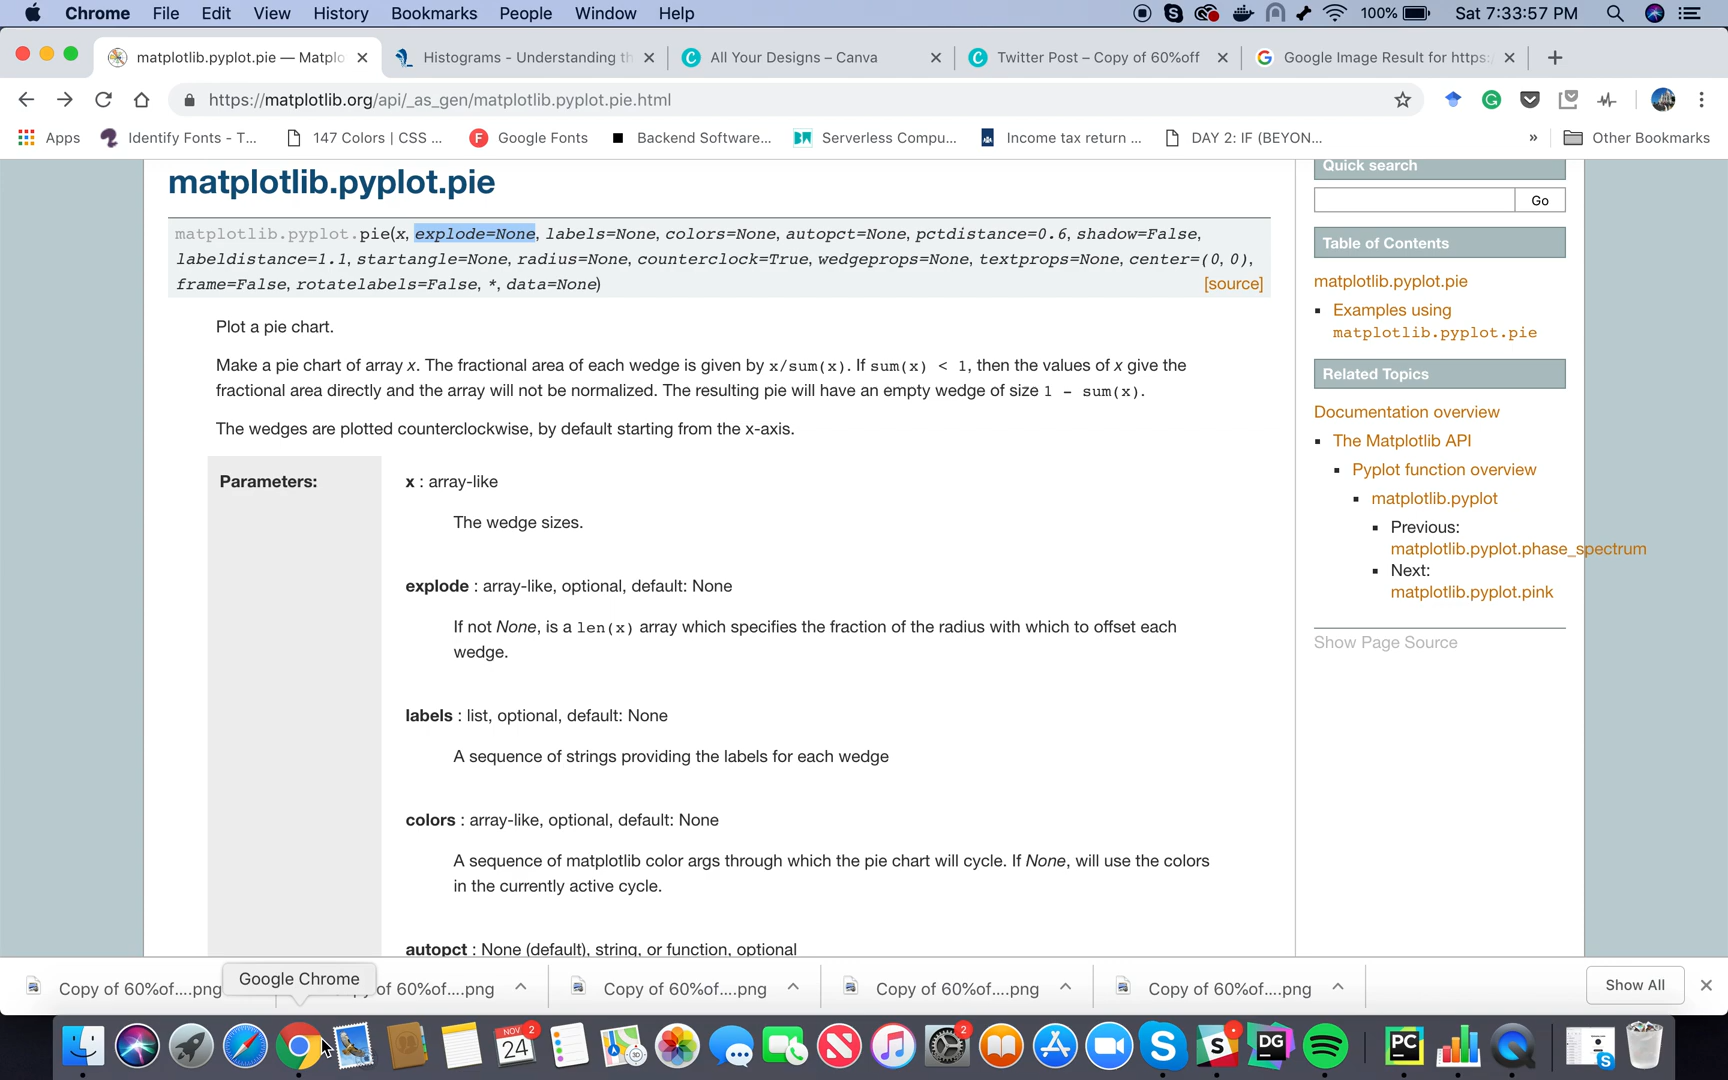 Chrome File Edit View History Bookmarks People Window Help 100% Sat 7:33:57 PM
matplotlib.pyplot.pie — Matplo
Histograms - Understanding th
All Your Designs – Canva
Twitter Post – Copy of 60%off
Google Image Result for https:
https://matplotlib.org/api/_as_gen/matplotlib.pyplot.pie.html
Apps Identify Fonts - T... 147 Colors | CSS ... Google Fonts Backend Software... Serverless Compu... Income tax return ... DAY 2: IF (BEYON... » Other Bookmarks
matplotlib.pyplot.pie
matplotlib.pyplot.pie(x, explode=None, labels=None, colors=None, autopct=None, pctdistance=0.6, shadow=False,
labeldistance=1.1, startangle=None, radius=None, counterclock=True, wedgeprops=None, textprops=None, center=(0, 0),
frame=False, rotatelabels=False, *, data=None)
[source]
Plot a pie chart.
Make a pie chart of array x. The fractional area of each wedge is given by x/sum(x). If sum(x) < 1, then the values of x give the
fractional area directly and the array will not be normalized. The resulting pie will have an empty wedge of size 1 - sum(x).
The wedges are plotted counterclockwise, by default starting from the x-axis.
Parameters:
x : array-like
The wedge sizes.
explode : array-like, optional, default: None
If not None, is a len(x) array which specifies the fraction of the radius with which to offset each
wedge.
labels : list, optional, default: None
A sequence of strings providing the labels for each wedge
colors : array-like, optional, default: None
A sequence of matplotlib color args through which the pie chart will cycle. If None, will use the colors
in the currently active cycle.
autopct : None (default), string, or function, optional
Quick search
Go
Table of Contents
matplotlib.pyplot.pie
Examples using
matplotlib.pyplot.pie
Related Topics
Documentation overview
The Matplotlib API
Pyplot function overview
matplotlib.pyplot
Previous:
matplotlib.pyplot.phase_spectrum
Next:
matplotlib.pyplot.pink
Show Page Source
Google Chrome
Copy of 60%of....png
of 60%of....png
Copy of 60%of....png
Copy of 60%of....png
Copy of 60%of....png
Show All
NOV
24
2
2
DG
PC